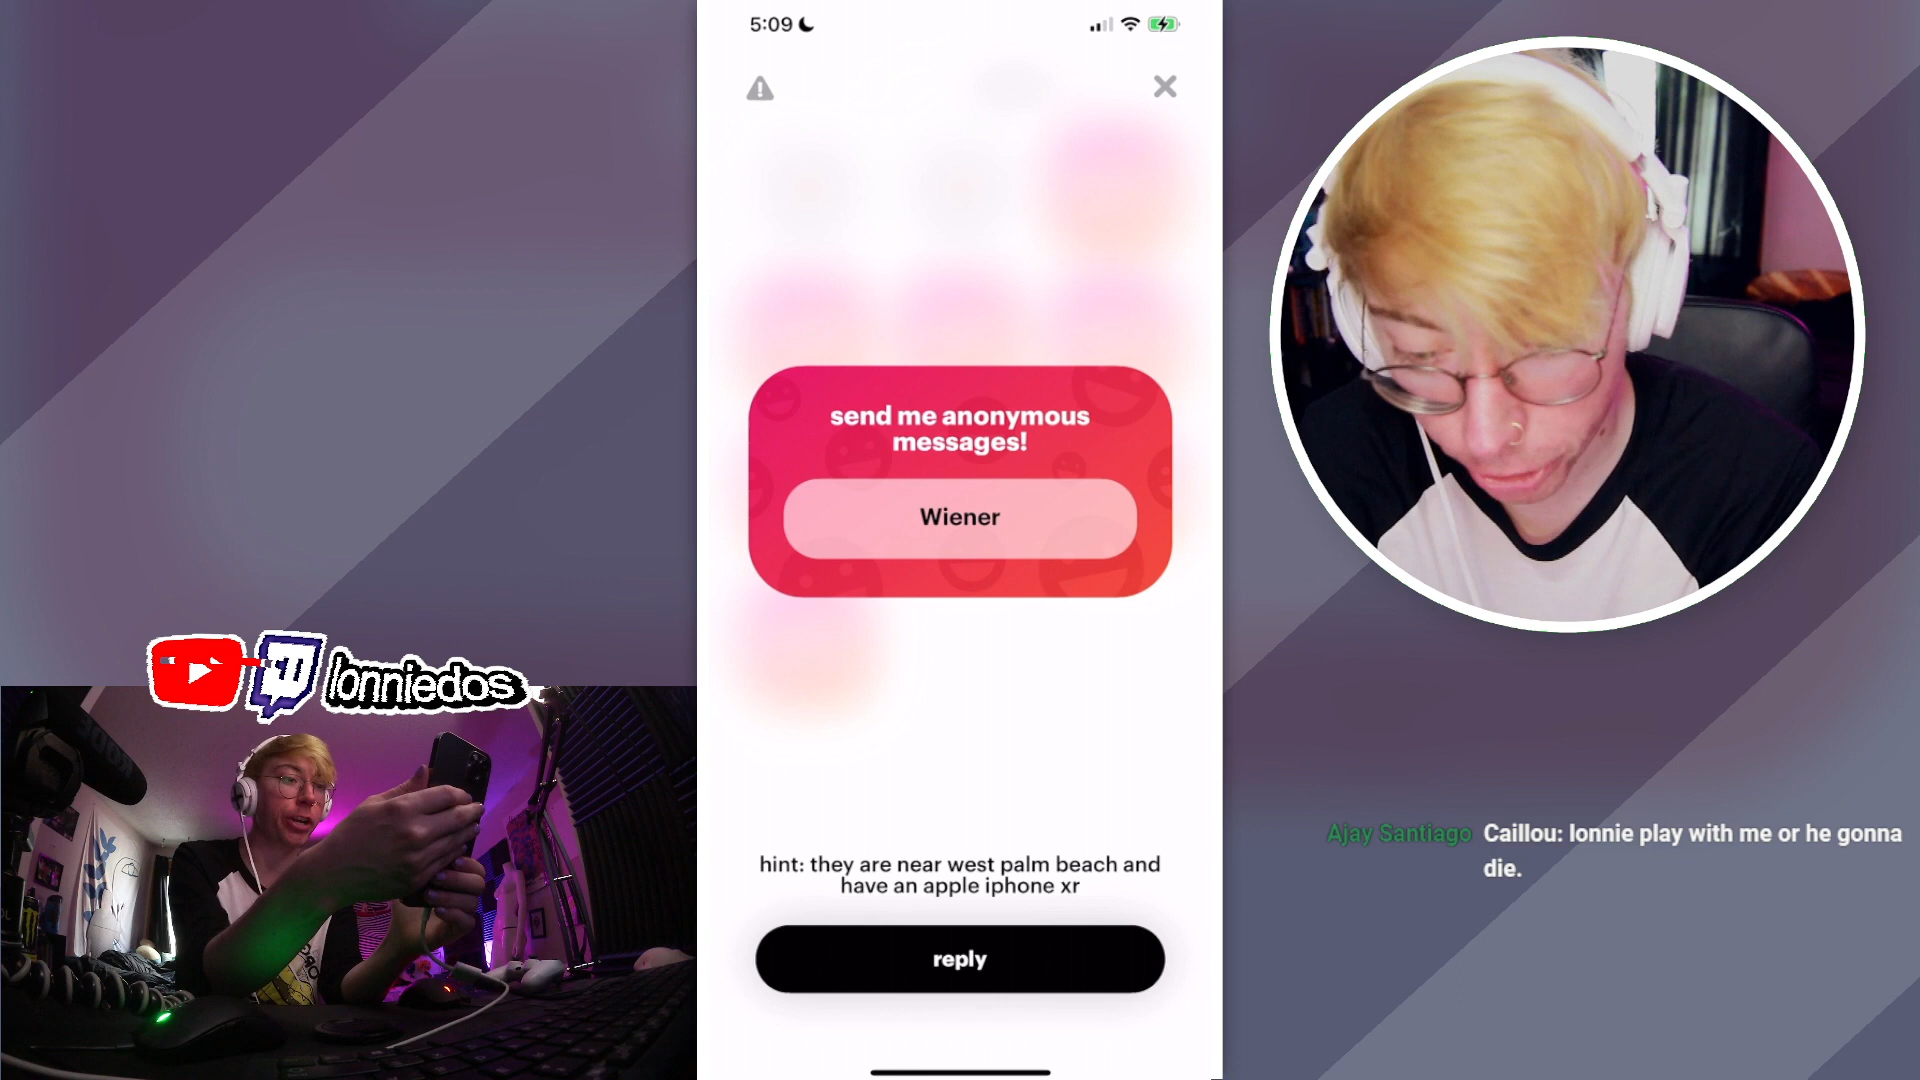 5:09
send me anonymous
messages!
Wiener
lonniedos
hint: they are near west palm beach and
have an apple iphone xr
reply
Ajay Santiago Caillou: lonnie play with me or he gonna
die.